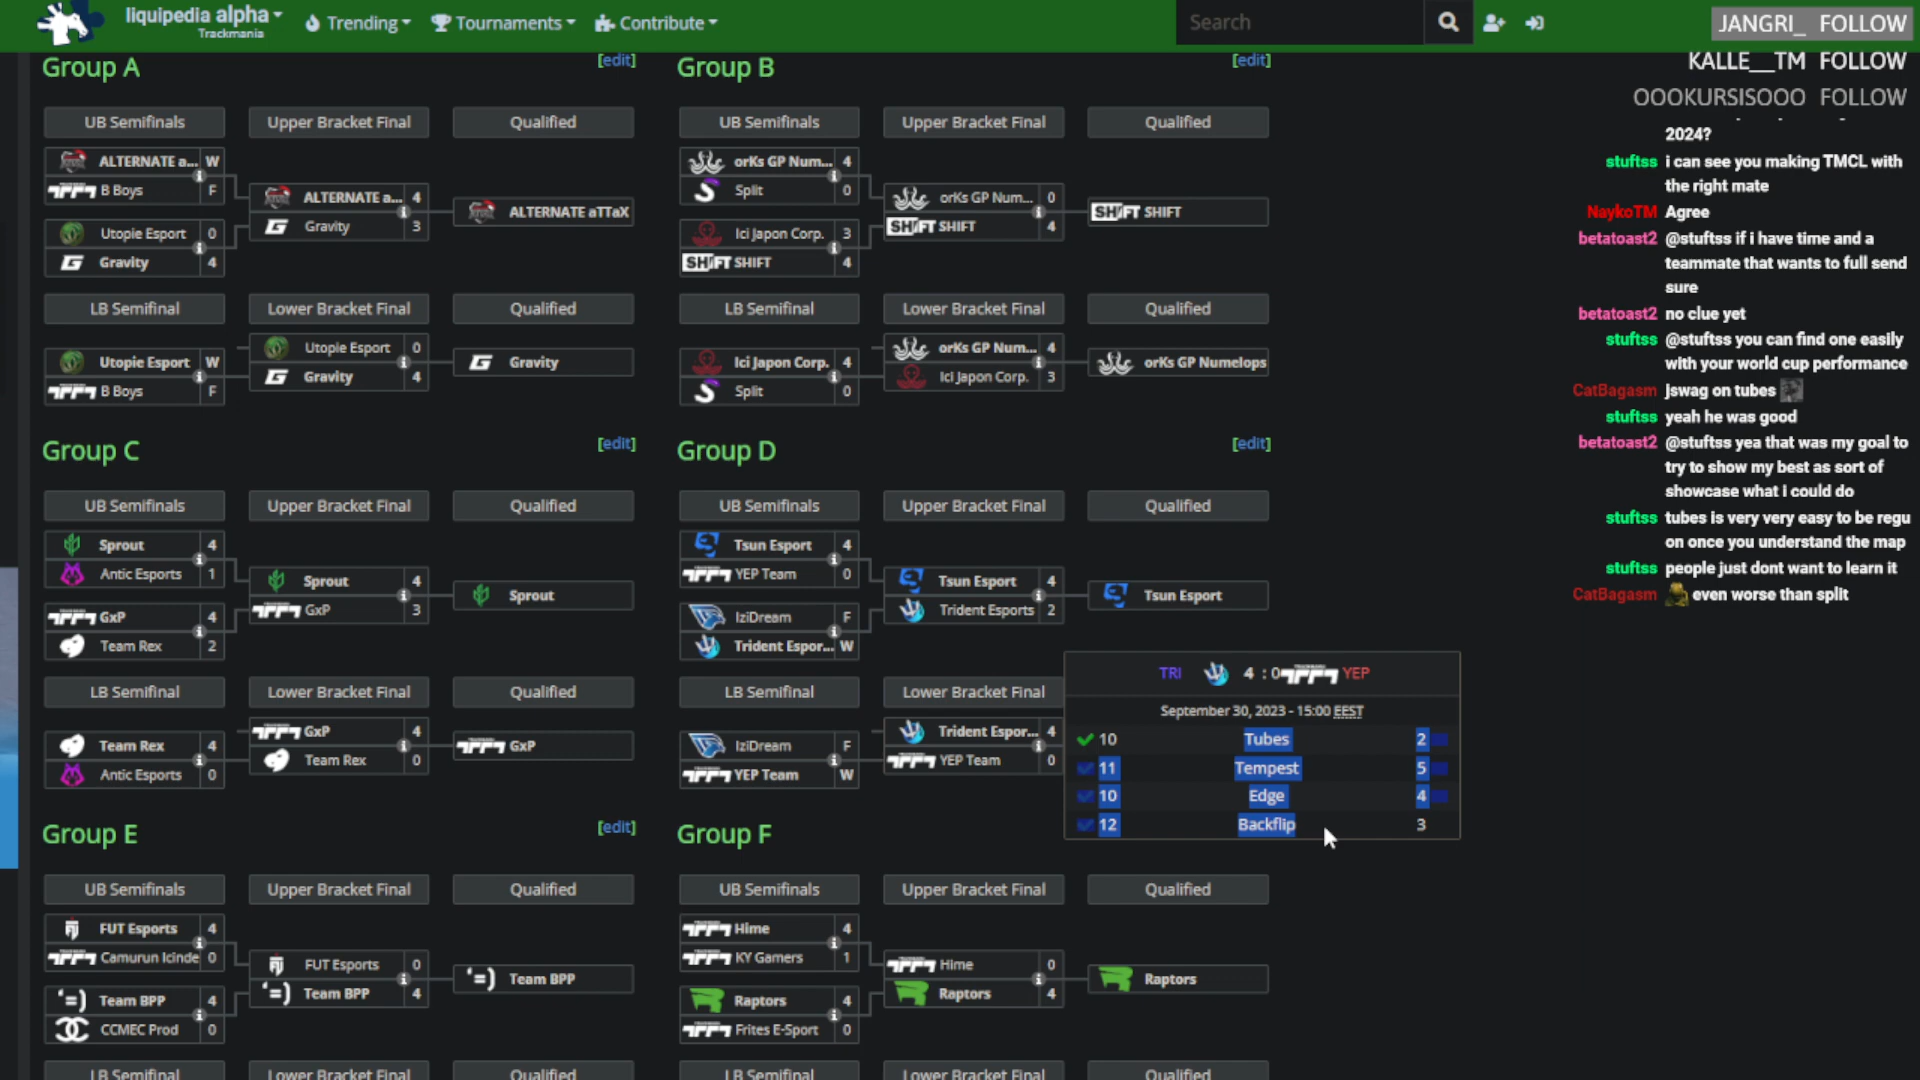 liquipedia alpha
Trackmania
Trending
Tournaments
Contribute
Search
JANGRI_ FOLLOW
KALLE__TM FOLLOW
OOOKURSISOOO FOLLOW
Group A
[edit]
UB Semifinals
Upper Bracket Final
Qualified
ALTERNATE a... W
B Boys F
Utopie Esport 0
Gravity 4
ALTERNATE a... 4
Gravity 3
ALTERNATE aTTaX
LB Semifinal
Lower Bracket Final
Qualified
Utopie Esport W
B Boys F
Utopie Esport 0
Gravity 4
Gravity
Group B
[edit]
UB Semifinals
Upper Bracket Final
Qualified
orKs GP Num... 4
Split 0
Ici Japon Corp. 3
SHIFT SHIFT 4
orKs GP Num... 0
SHIFT SHIFT 4
SHIFT SHIFT
LB Semifinal
Lower Bracket Final
Qualified
Ici Japon Corp. 4
Split 0
orKs GP Num... 4
Ici Japon Corp. 3
orKs GP Numelops
Group C
[edit]
UB Semifinals
Upper Bracket Final
Qualified
Sprout 4
Antic Esports 1
GxP 4
Team Rex 2
Sprout 4
GxP 3
Sprout
LB Semifinal
Lower Bracket Final
Qualified
Team Rex 4
Antic Esports 0
GxP 4
Team Rex 0
GxP
Group D
[edit]
UB Semifinals
Upper Bracket Final
Qualified
Tsun Esport 4
YEP Team 0
IziDream F
Trident Espor... W
Tsun Esport 4
Trident Esports 2
Tsun Esport
LB Semifinal
Lower Bracket Final
IziDream F
YEP Team W
Trident Espor... 4
YEP Team 0
TRI 4 : 0 YEP
September 30, 2023 - 15:00 EEST
10 Tubes 2
11 Tempest 5
10 Edge 4
12 Backflip 3
Group E
[edit]
UB Semifinals
Upper Bracket Final
Qualified
FUT Esports 4
Camurun Icinde 0
Team BPP 4
CCMEC Prod 0
FUT Esports 0
Team BPP 4
Team BPP
LB Semifinal
Lower Bracket Final
Qualified
Group F
UB Semifinals
Upper Bracket Final
Qualified
Hime 4
KY Gamers 1
Raptors 4
Frites E-Sport 0
Hime 0
Raptors 4
Raptors
LB Semifinal
Lower Bracket Final
Qualified
2024?
stuftss i can see you making TMCL with
the right mate
NaykoTM Agree
betatoast2 @stuftss if i have time and a
teammate that wants to full send
sure
betatoast2 no clue yet
stuftss @stuftss you can find one easily
with your world cup performance
CatBagasm jswag on tubes
stuftss yeah he was good
betatoast2 @stuftss yea that was my goal to
try to show my best as sort of
showcase what i could do
stuftss tubes is very very easy to be regu
on once you understand the map
stuftss people just dont want to learn it
CatBagasm even worse than split